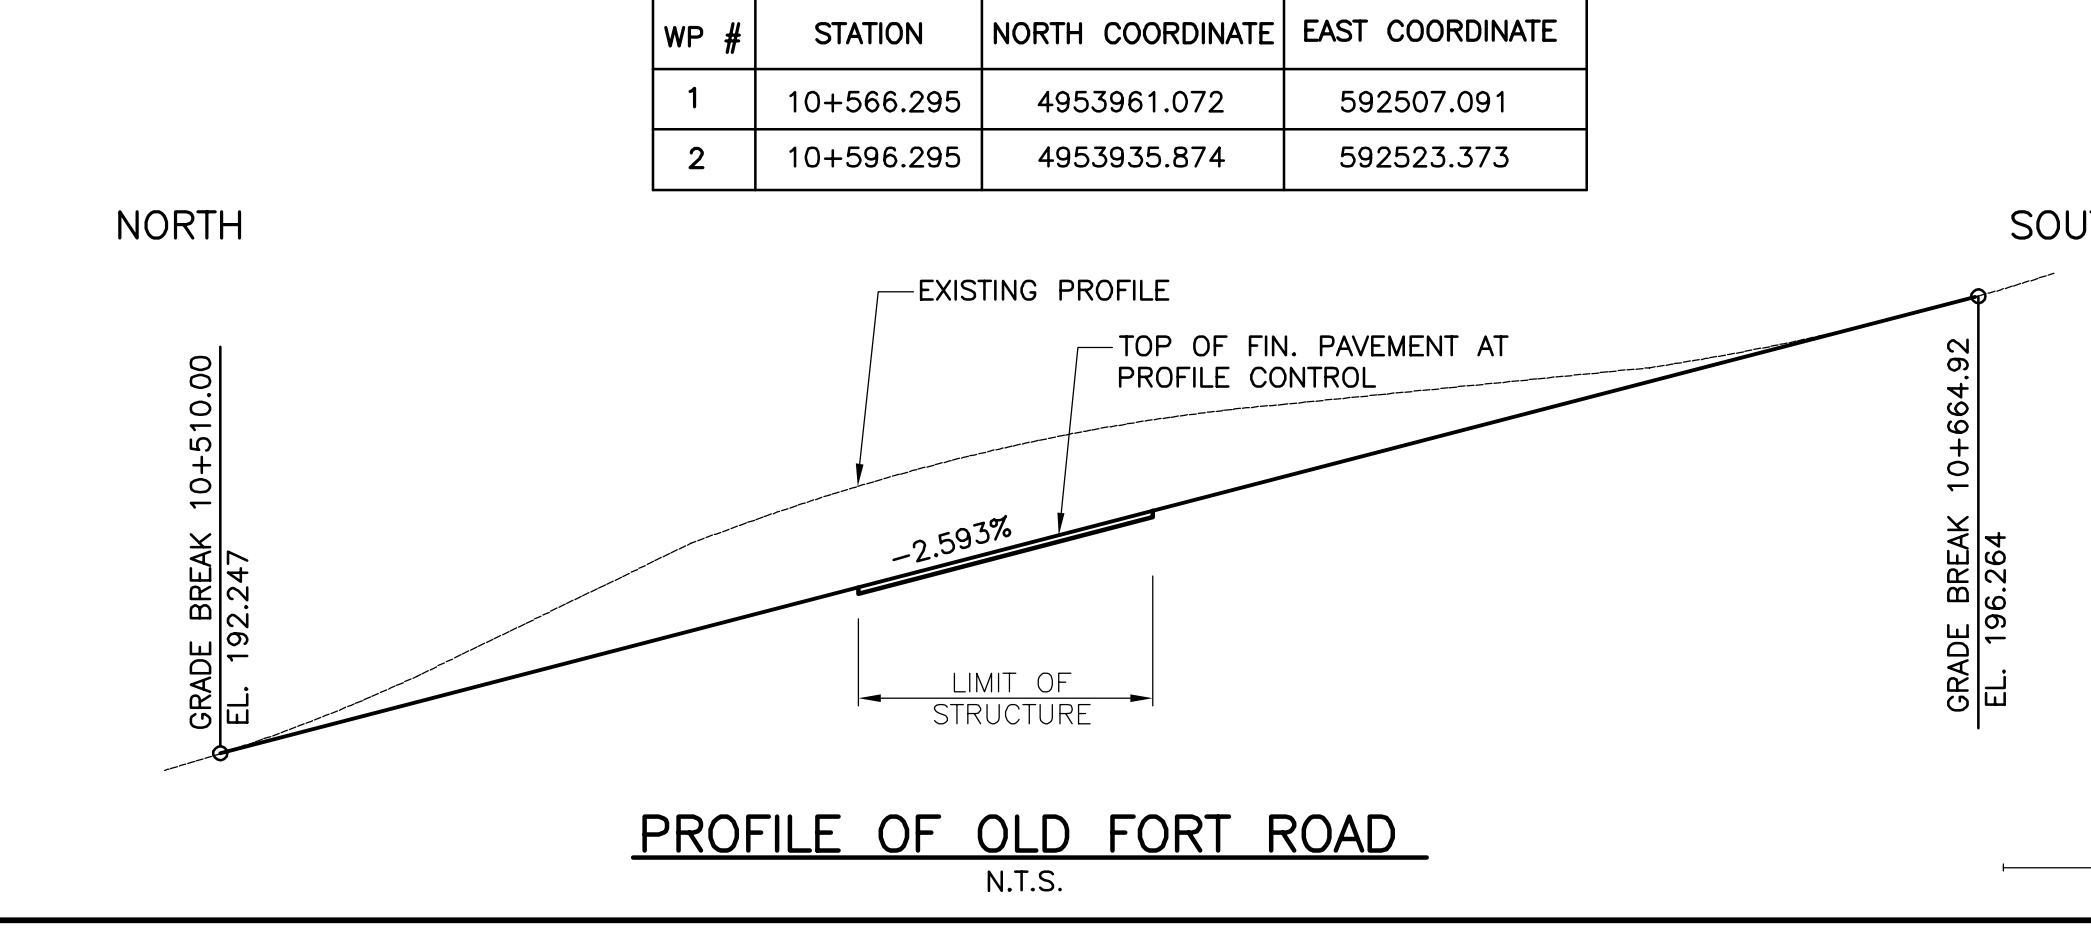 WP # STATION NORTH COORDINATE EAST COORDINATE
1 10+566.295 4953961.072 592507.091
2 10+596.295 4953935.874 592523.373
NORTH
EXISTING PROFILE
TOP OF FIN. PAVEMENT AT
PROFILE CONTROL
GRADE BREAK 10+510.00
EL. 192.247
-2.593%
LIMIT OF
STRUCTURE
GRADE BREAK 10+664.92
EL. 196.264
PROFILE OF OLD FORT ROAD
N.T.S.